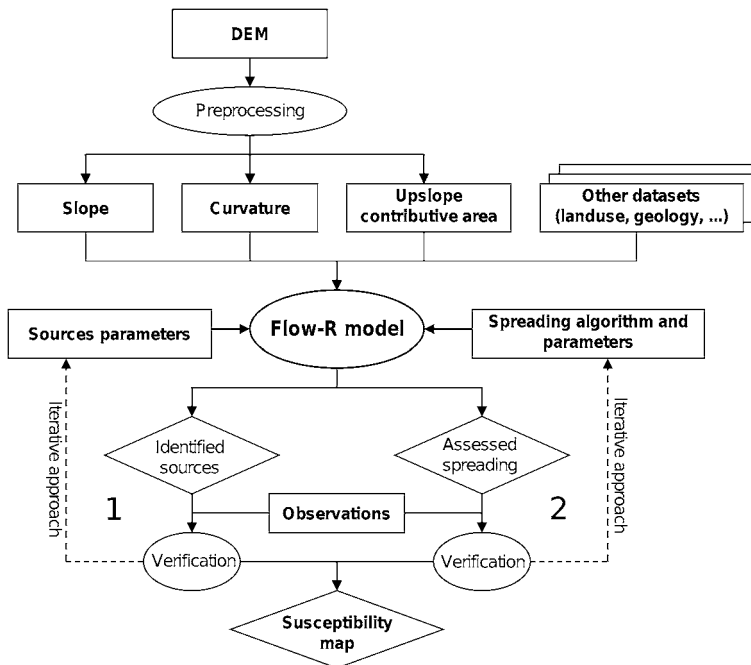 DEM
Preprocessing
Slope
Curvature
Upslope
contributive area
Other datasets
(landuse, geology, ...)
Sources parameters
Flow-R model
Spreading algorithm and
parameters
Iterative approach
Identified
sources
Assessed
spreading
Iterative approach
1
Observations
2
Verification
Verification
Susceptibility
map